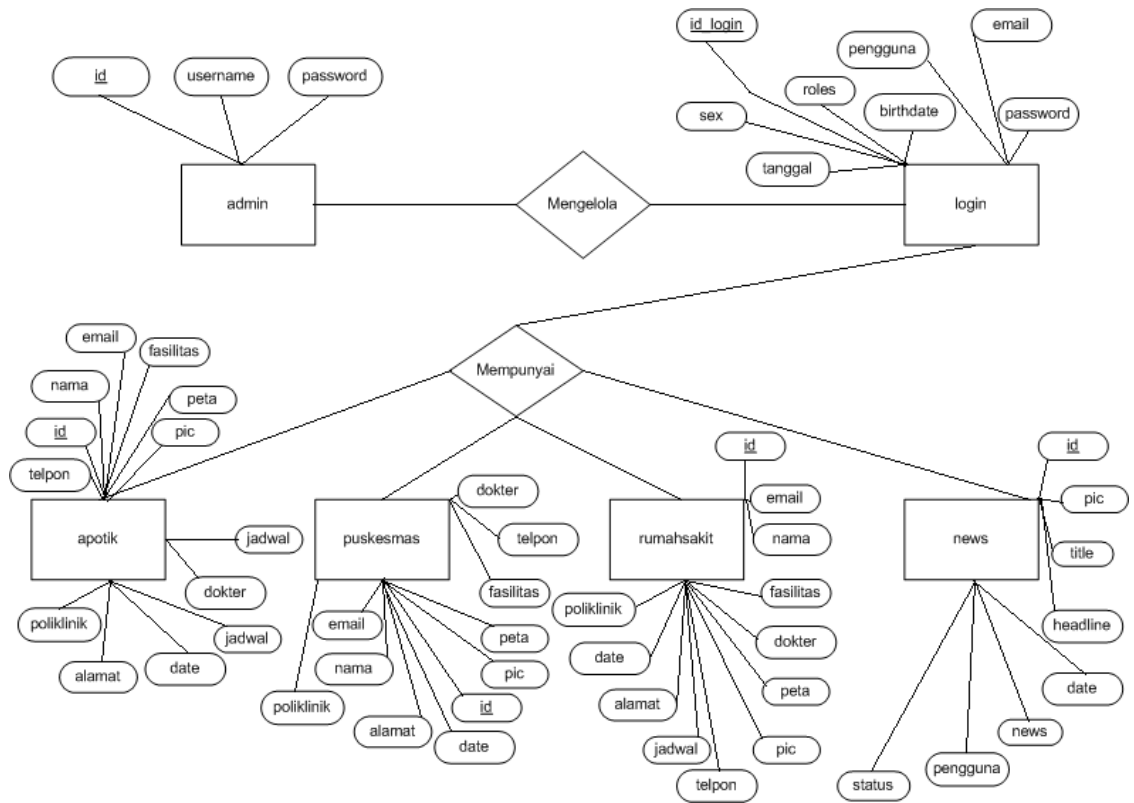 id_login
email
pengguna
id
username
password
roles
birthdate
password
sex
tanggal
admin
Mengelola
login
email
fasilitas
Mempunyai
nama
peta
id
pic
telpon
id
id
dokter
email
pic
apotik
jadwal
puskesmas
telpon
rumahsakit
nama
news
title
dokter
fasilitas
fasilitas
poliklinik
poliklinik
email
headline
jadwal
peta
dokter
alamat
date
nama
pic
date
peta
date
poliklinik
id
alamat
alamat
date
jadwal
pic
news
telpon
pengguna
status